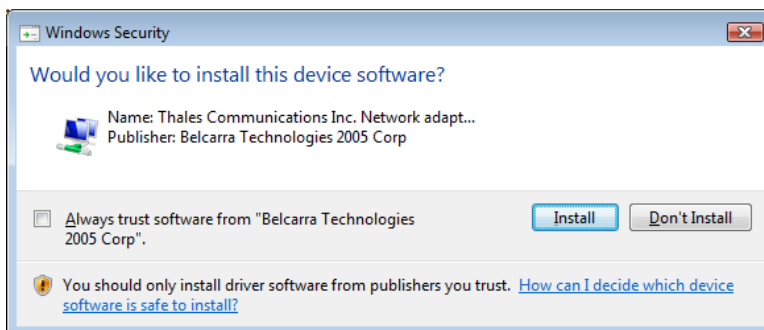 Windows Security
Would you like to install this device software?
Name: Thales Communications Inc. Network adapt...
Publisher: Belcarra Technologies 2005 Corp
Always trust software from "Belcarra Technologies
2005 Corp".
Install
Don't Install
You should only install driver software from publishers you trust. How can I decide which device
software is safe to install?